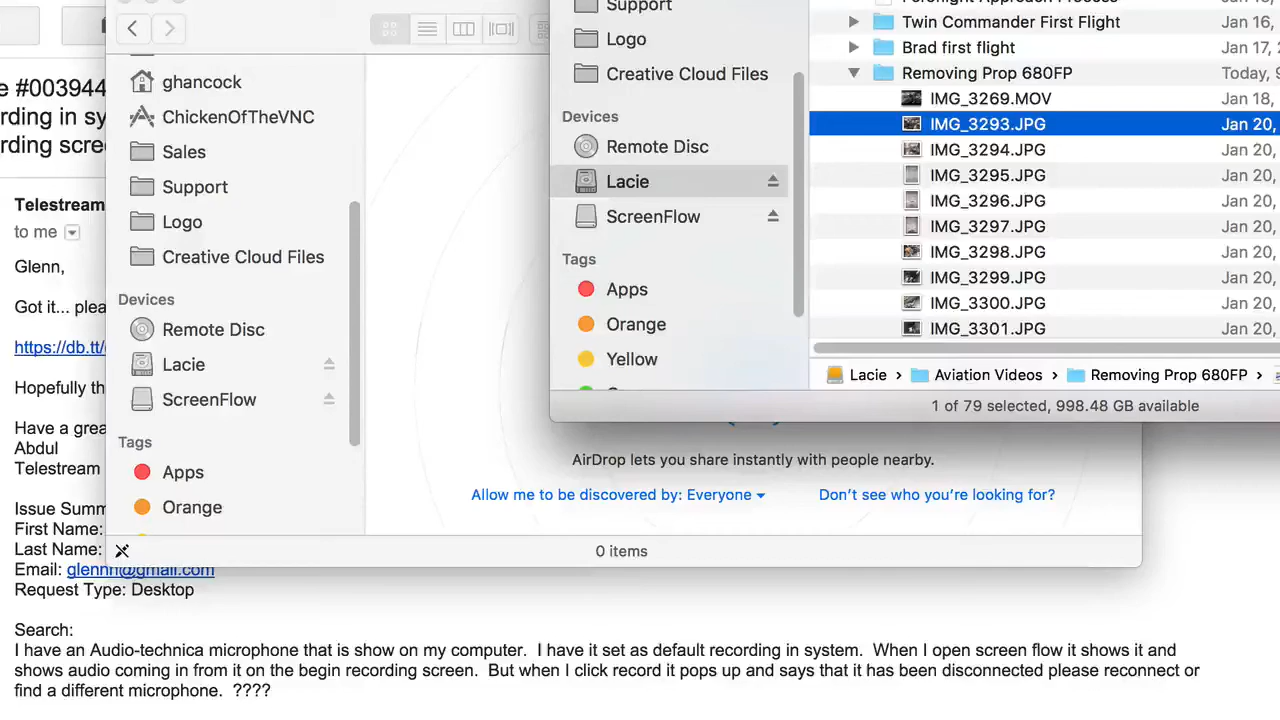 e #003944
rding in sy
rding scre
Telestream
to me
Glenn,
Got it... plea
https://db.tt/
Hopefully th
Have a grea
Abdul
Telestream
Issue Summ
First Name:
Last Name:
Email: glennh@gmail.com
Request Type: Desktop
Search:
I have an Audio-technica microphone that is show on my computer. I have it set as default recording in system. When I open screen flow it shows it and
shows audio coming in from it on the begin recording screen. But when I click record it pops up and says that it has been disconnected please reconnect or
find a different microphone. ????
ghancock
ChickenOfTheVNC
Sales
Support
Logo
Creative Cloud Files
Devices
Remote Disc
Lacie
ScreenFlow
Tags
Apps
Orange
AirDrop lets you share instantly with people nearby.
Allow me to be discovered by: Everyone
Don't see who you're looking for?
0 items
Support
Logo
Creative Cloud Files
Devices
Remote Disc
Lacie
ScreenFlow
Tags
Apps
Orange
Yellow
Twin Commander First Flight Jan 16,
Brad first flight Jan 17, 2
Removing Prop 680FP Today, 9
IMG_3269.MOV Jan 18,
IMG_3293.JPG Jan 20,
IMG_3294.JPG Jan 20,
IMG_3295.JPG Jan 20,
IMG_3296.JPG Jan 20,
IMG_3297.JPG Jan 20,
IMG_3298.JPG Jan 20,
IMG_3299.JPG Jan 20,
IMG_3300.JPG Jan 20,
IMG_3301.JPG Jan 20,
Lacie › Aviation Videos › Removing Prop 680FP ›
1 of 79 selected, 998.48 GB available